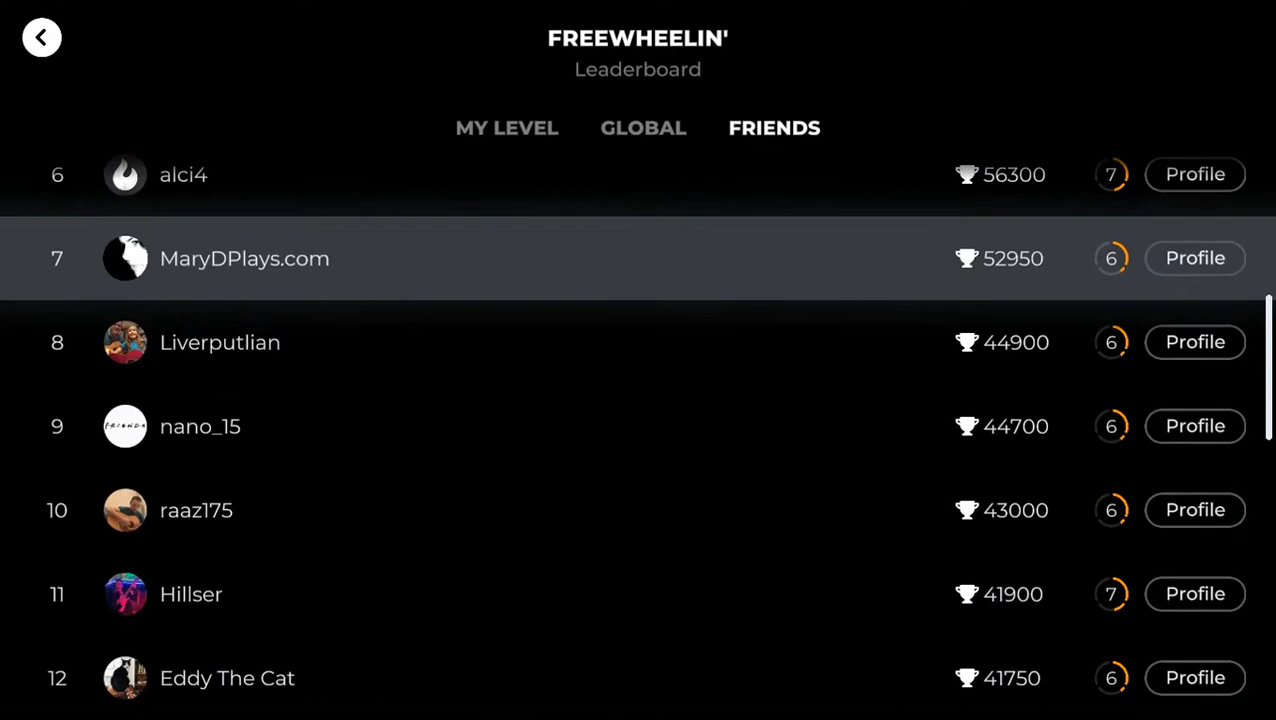 FREEWHEELIN'
Leaderboard
MY LEVEL GLOBAL FRIENDS
6 alci4 56300 7 Profile
7 MaryDPlays.com 52950 6 Profile
8 Liverputlian 44900 6 Profile
9 FRIENDS nano_15 44700 6 Profile
10 raaz175 43000 6 Profile
11 Hillser 41900 7 Profile
12 Eddy The Cat 41750 6 Profile